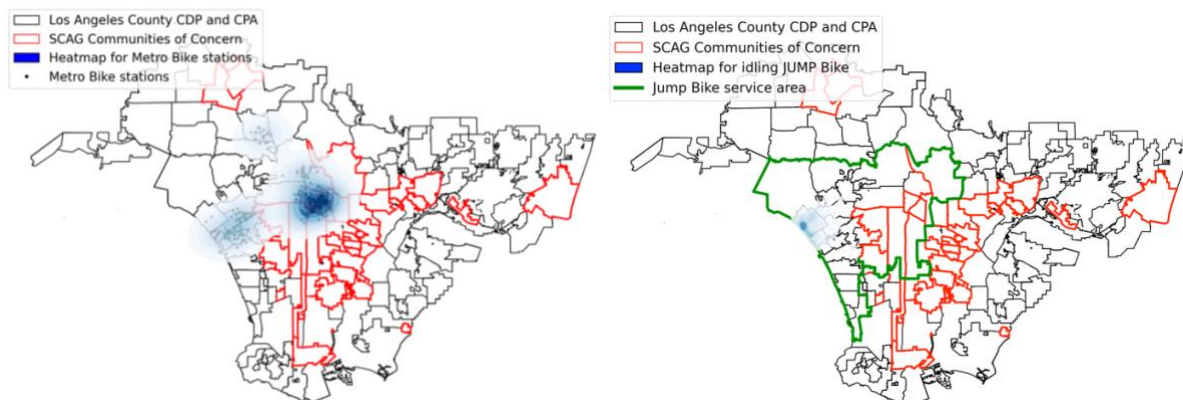 Los Angeles County CDP and CPA
SCAG Communities of Concern
Heatmap for Metro Bike stations
Metro Bike stations
Los Angeles County CDP and CPA
SCAG Communities of Concern
Heatmap for idling JUMP Bike
Jump Bike service area